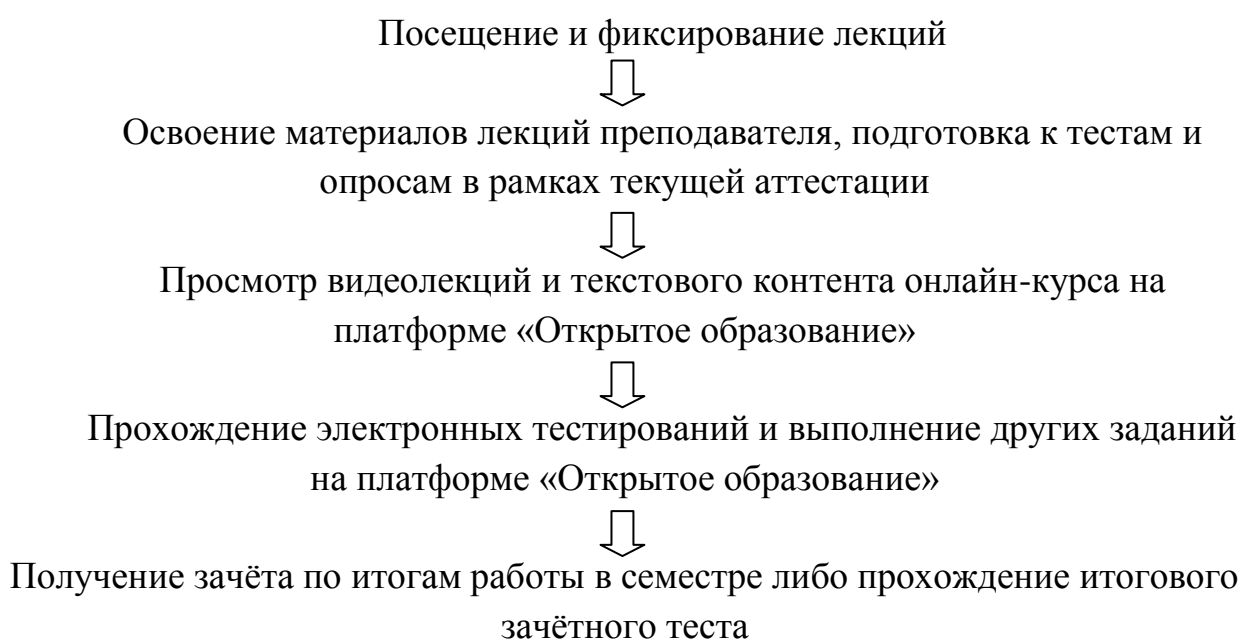 Посещение и фиксирование лекций
Освоение материалов лекций преподавателя, подготовка к тестам и
опросам в рамках текущей аттестации
Просмотр видеолекций и текстового контента онлайн-курса на
платформе «Открытое образование»
Прохождение электронных тестирований и выполнение других заданий
на платформе «Открытое образование»
Получение зачёта по итогам работы в семестре либо прохождение итогового
зачётного теста